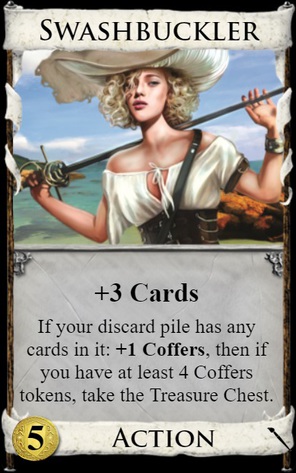 SWASHBUCKLER
+3 Cards
If your discard pile has any
cards in it: +1 Coffers, then if
you have at least 4 Coffers
tokens, take the Treasure Chest.
5
ACTION